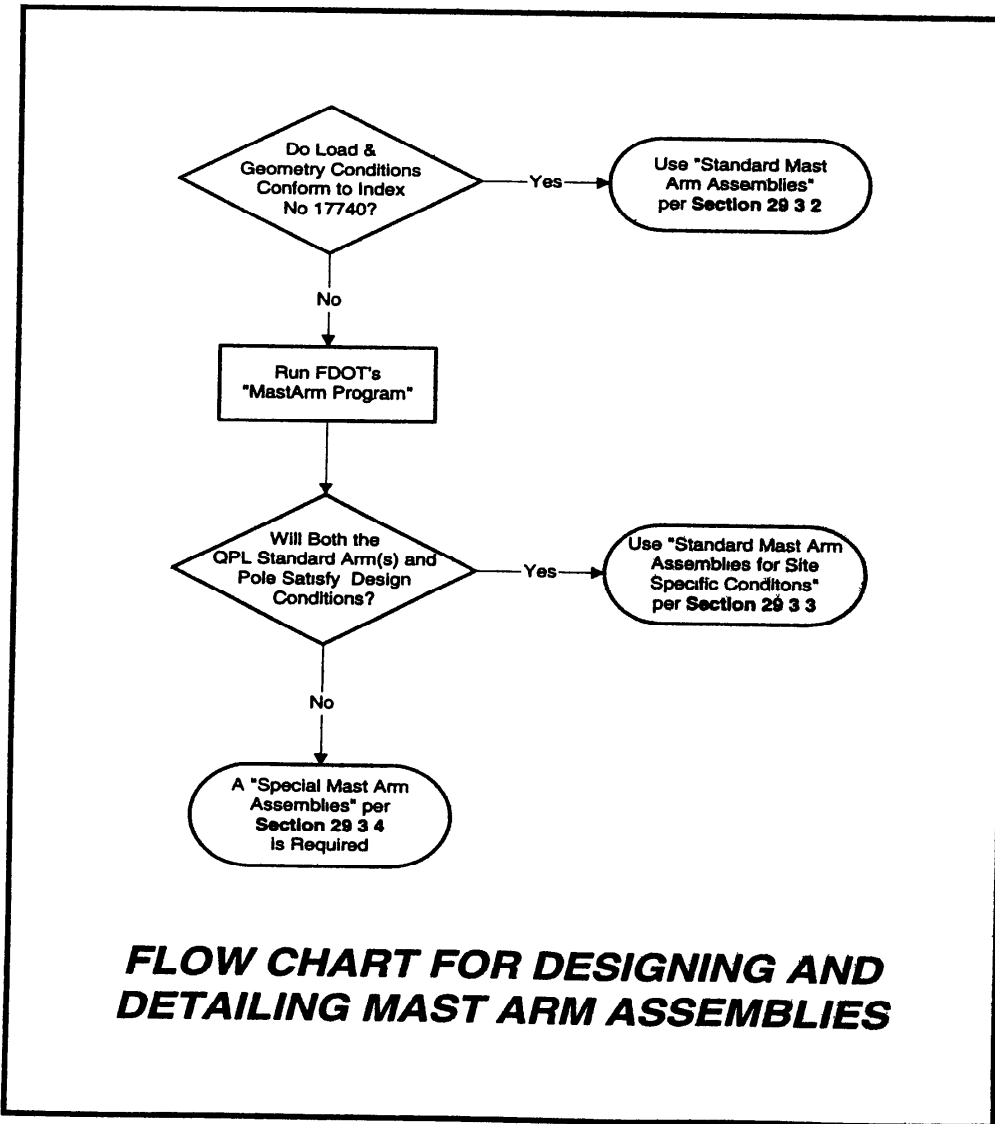 Do Load &
Geometry Conditions
Conform to Index
No 17740?
Yes
Use "Standard Mast
Arm Assemblies"
per Section 29 3 2
No
Run FDOT's
"MastArm Program"
Will Both the
QPL Standard Arm(s) and
Pole Satisfy Design
Conditions?
Yes
Use "Standard Mast Arm
Assemblies for Site
Specific Conditons"
per Section 29 3 3
No
A "Special Mast Arm
Assemblies" per
Section 29 3 4
is Required
FLOW CHART FOR DESIGNING AND
DETAILING MAST ARM ASSEMBLIES